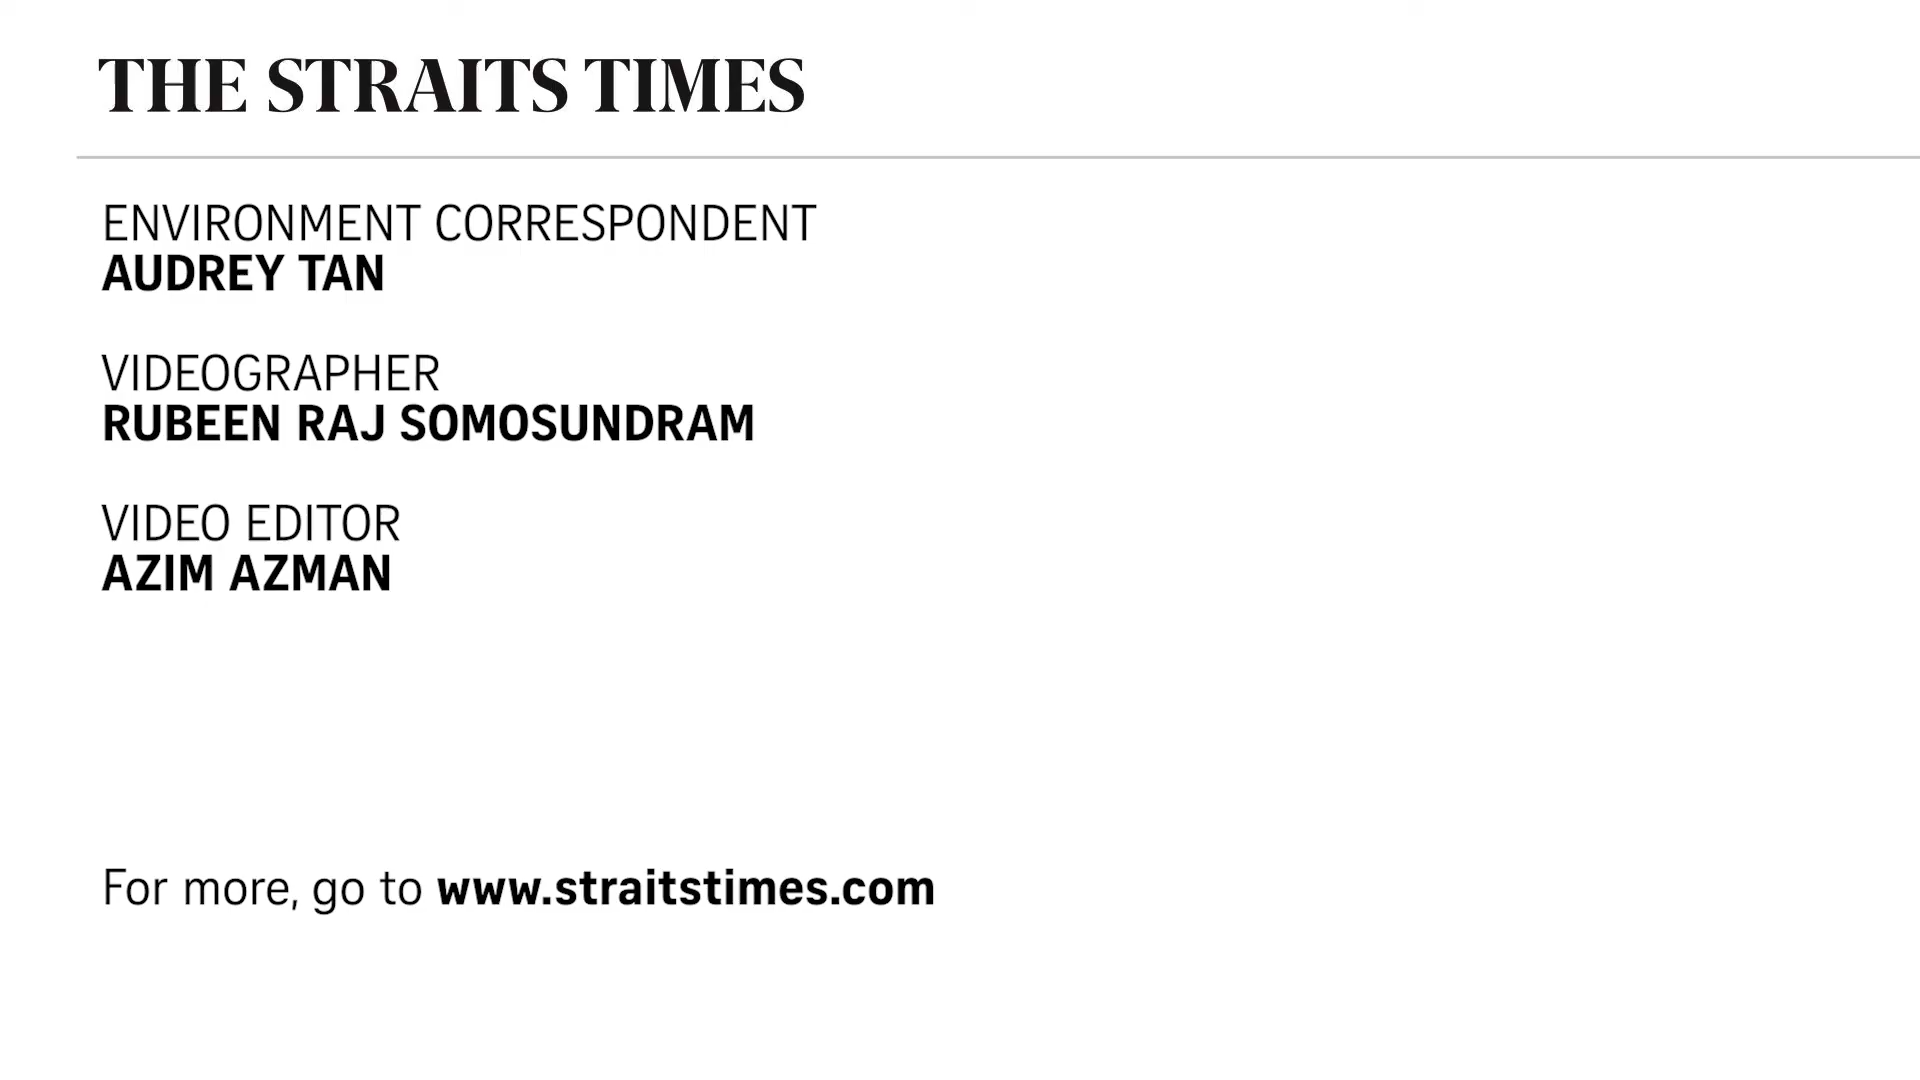 THE STRAITS TIMES
ENVIRONMENT CORRESPONDENT
AUDREY TAN
VIDEOGRAPHER
RUBEEN RAJ SOMOSUNDRAM
VIDEO EDITOR
AZIM AZMAN
For more, go to www.straitstimes.com